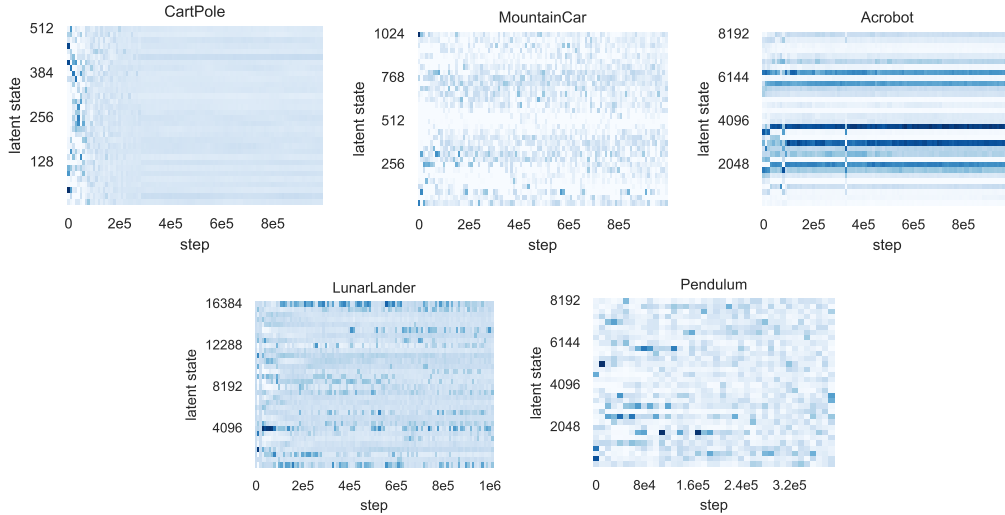 CartPole
512
384
256
128
latent state
0 2e5 4e5 6e5 8e5
step
MountainCar
1024
768
512
256
latent state
0 2e5 4e5 6e5 8e5
step
Acrobot
8192
6144
4096
2048
latent state
0 2e5 4e5 6e5 8e5
step
LunarLander
16384
12288
8192
4096
latent state
0 2e5 4e5 6e5 8e5 1e6
step
Pendulum
8192
6144
4096
2048
latent state
0 8e4 1.6e5 2.4e5 3.2e5
step